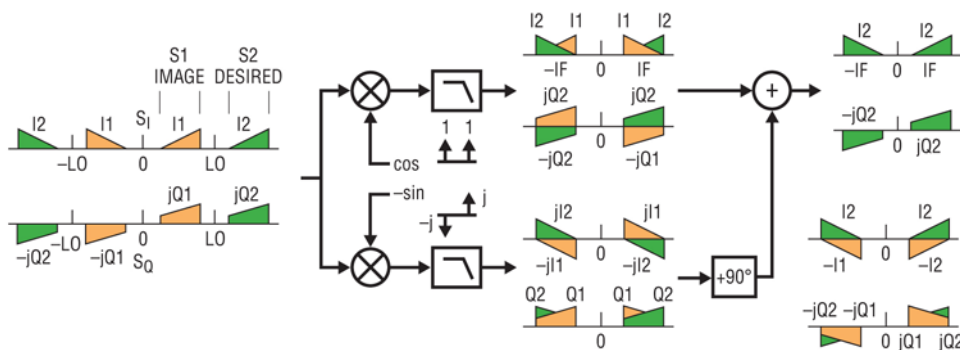 S1 S2
IMAGE DESIRED
I2 I1 SI I1 I2
−LO 0 LO
jQ1 jQ2
−jQ2 −LO −jQ1 0 SQ LO
cos
−sin
1 1
−j j
I2 I1 I1 I2
−IF 0 IF
jQ2 jQ2
0
−jQ2 −jQ1
jI2 jI1
0
−jI1 −jI2
Q2 Q1 Q1 Q2
0
+
+90°
I2 I2
−IF 0 IF
−jQ2
0 jQ2
I2 I2
−I1 0 −I2
−jQ2 −jQ1
0 jQ1 jQ2